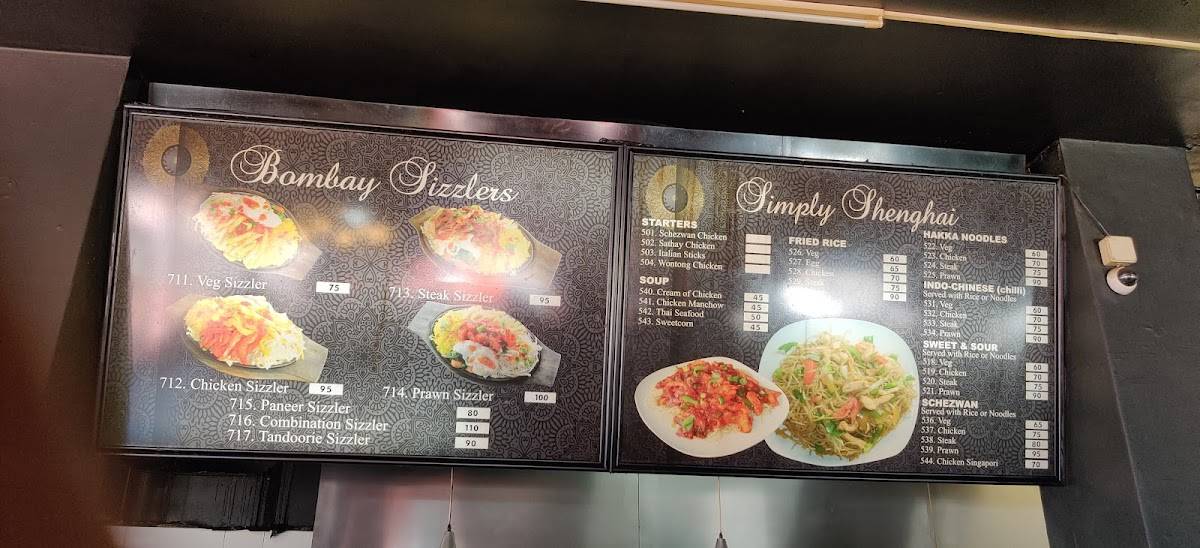 Bombay Sizzlers
711. Veg Sizzler 75
713. Steak Sizzler 95
712. Chicken Sizzler 95
714. Prawn Sizzler 100
715. Paneer Sizzler 80
716. Combination Sizzler 110
717. Tandoorie Sizzler 90
Simply Shenghai
STARTERS
501. Schezwan Chicken
502. Sathay Chicken
503. Italian Sticks
504. Wontong Chicken
SOUP
540. Cream of Chicken 45
541. Chicken Manchow 45
542. Thai Seafood 50
543. Sweetcorn 45
FRIED RICE
526. Veg 60
527. Egg 65
528. Chicken 70
529. Steak 75
90
HAKKA NOODLES
522. Veg 60
523. Chicken 70
524. Steak 75
525. Prawn 90
INDO-CHINESE (chilli)
Served with Rice or Noodles
531. Veg 60
532. Chicken 70
533. Steak 75
534. Prawn 90
SWEET & SOUR
Served with Rice or Noodles
518. Veg 60
519. Chicken 70
520. Steak 75
521. Prawn 90
SCHEZWAN
Served with Rice or Noodles
536. Veg 65
537. Chicken 75
538. Steak 80
539. Prawn 95
544. Chicken Singapori 70